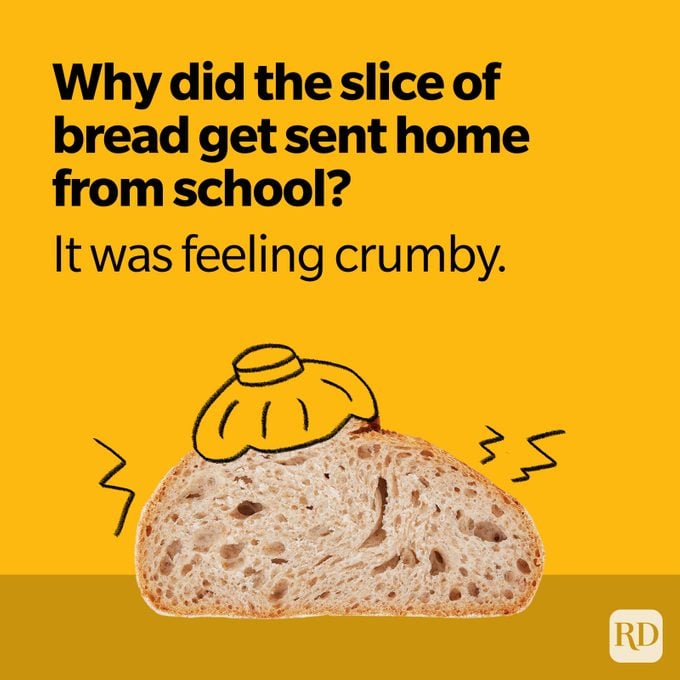 Why did the slice of
bread get sent home
from school?
It was feeling crumby.
RD